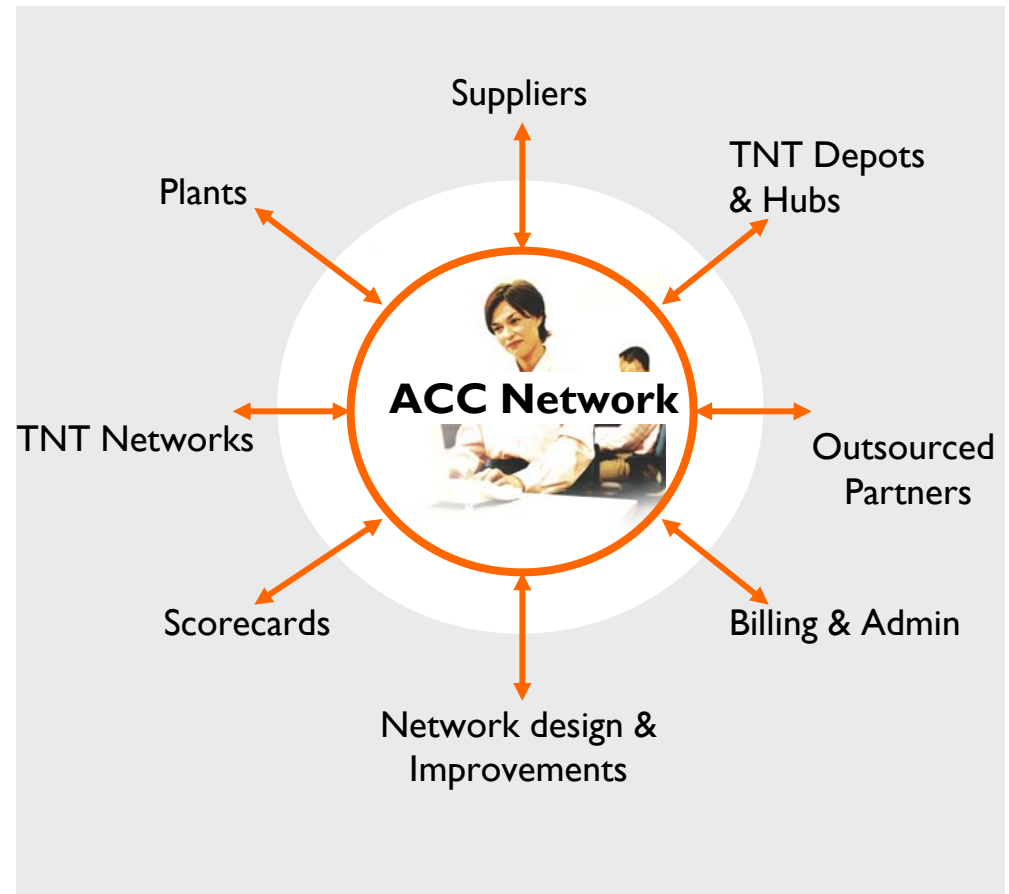 Suppliers
TNT Depots
& Hubs
Plants
ACC Network
TNT Networks
Outsourced
Partners
Scorecards
Billing & Admin
Network design &
Improvements